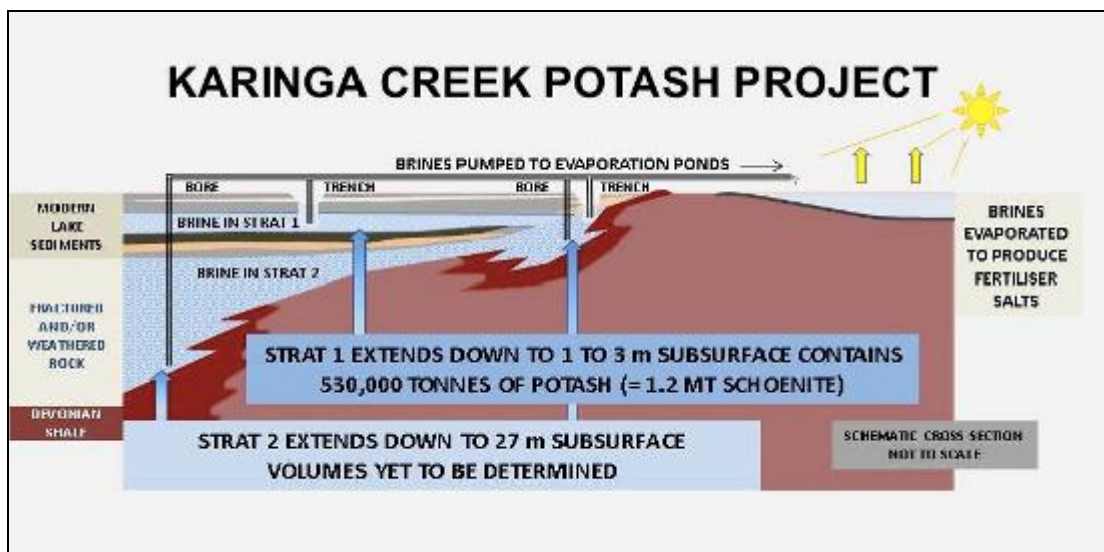 KARINGA CREEK POTASH PROJECT
BRINES PUMPED TO EVAPORATION PONDS
BORE
TRENCH
BORE
TRENCH
MODERN
LAKE
SEDIMENTS
BRINE IN STRAT 1
BRINE IN STRAT 2
BRINES
EVAPORATED
TO PRODUCE
FERTILISER
SALTS
FRACTURED
AND/OR
WEATHERED
ROCK
STRAT 1 EXTENDS DOWN TO 1 TO 3 m SUBSURFACE CONTAINS
530,000 TONNES OF POTASH (= 1.2 MT SCHOENITE)
DEVONIAN
SHALE
STRAT 2 EXTENDS DOWN TO 27 m SUBSURFACE
VOLUMES YET TO BE DETERMINED
SCHEMATIC CROSS SECTION
NOT TO SCALE